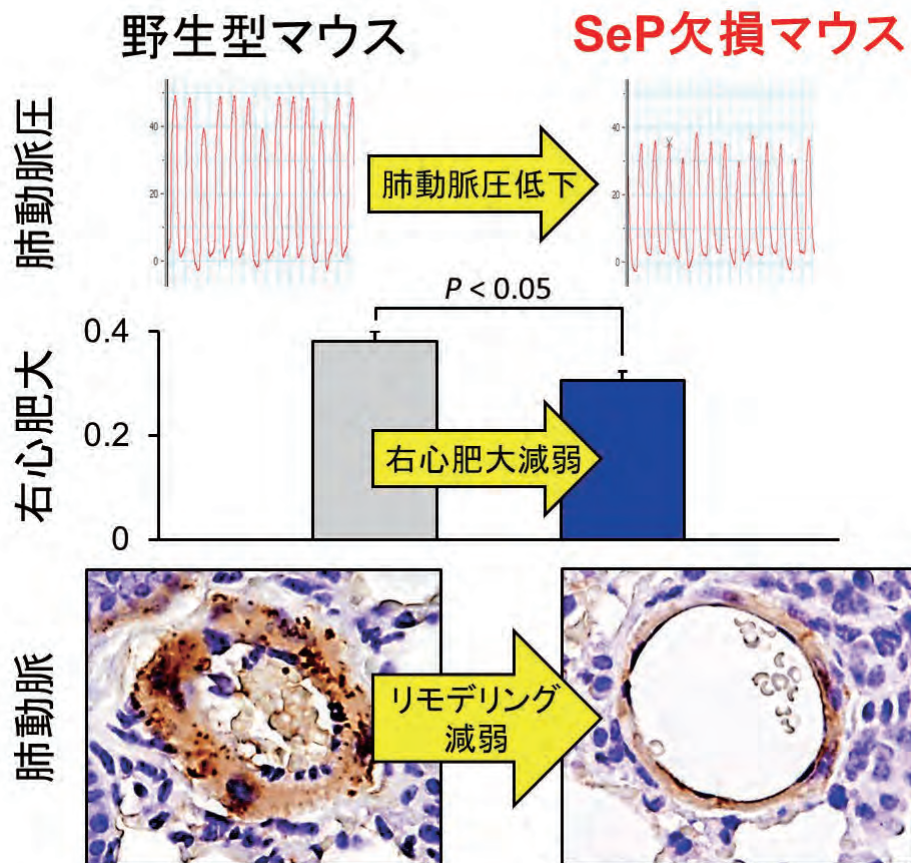 野生型マウス
SeP欠損マウス
肺動脈圧
40
20
0
肺動脈圧低下
40
20
0
P < 0.05
右心肥大
0.4
0.2
0
右心肥大減弱
肺動脈
リモデリング
減弱